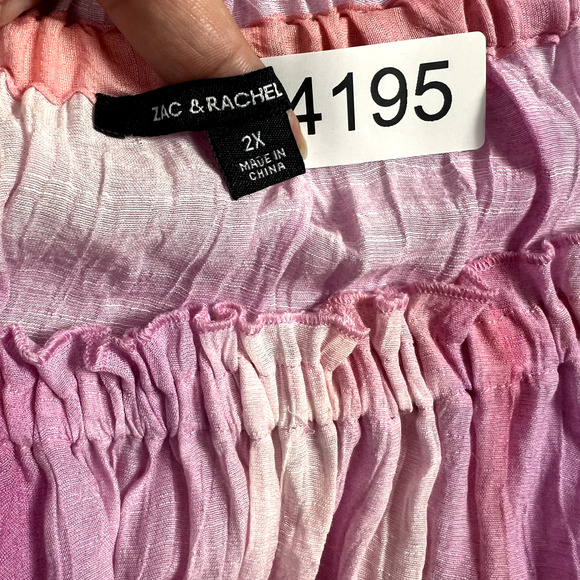 ZAC & RACHEL
4195
2X
MADE IN
CHINA